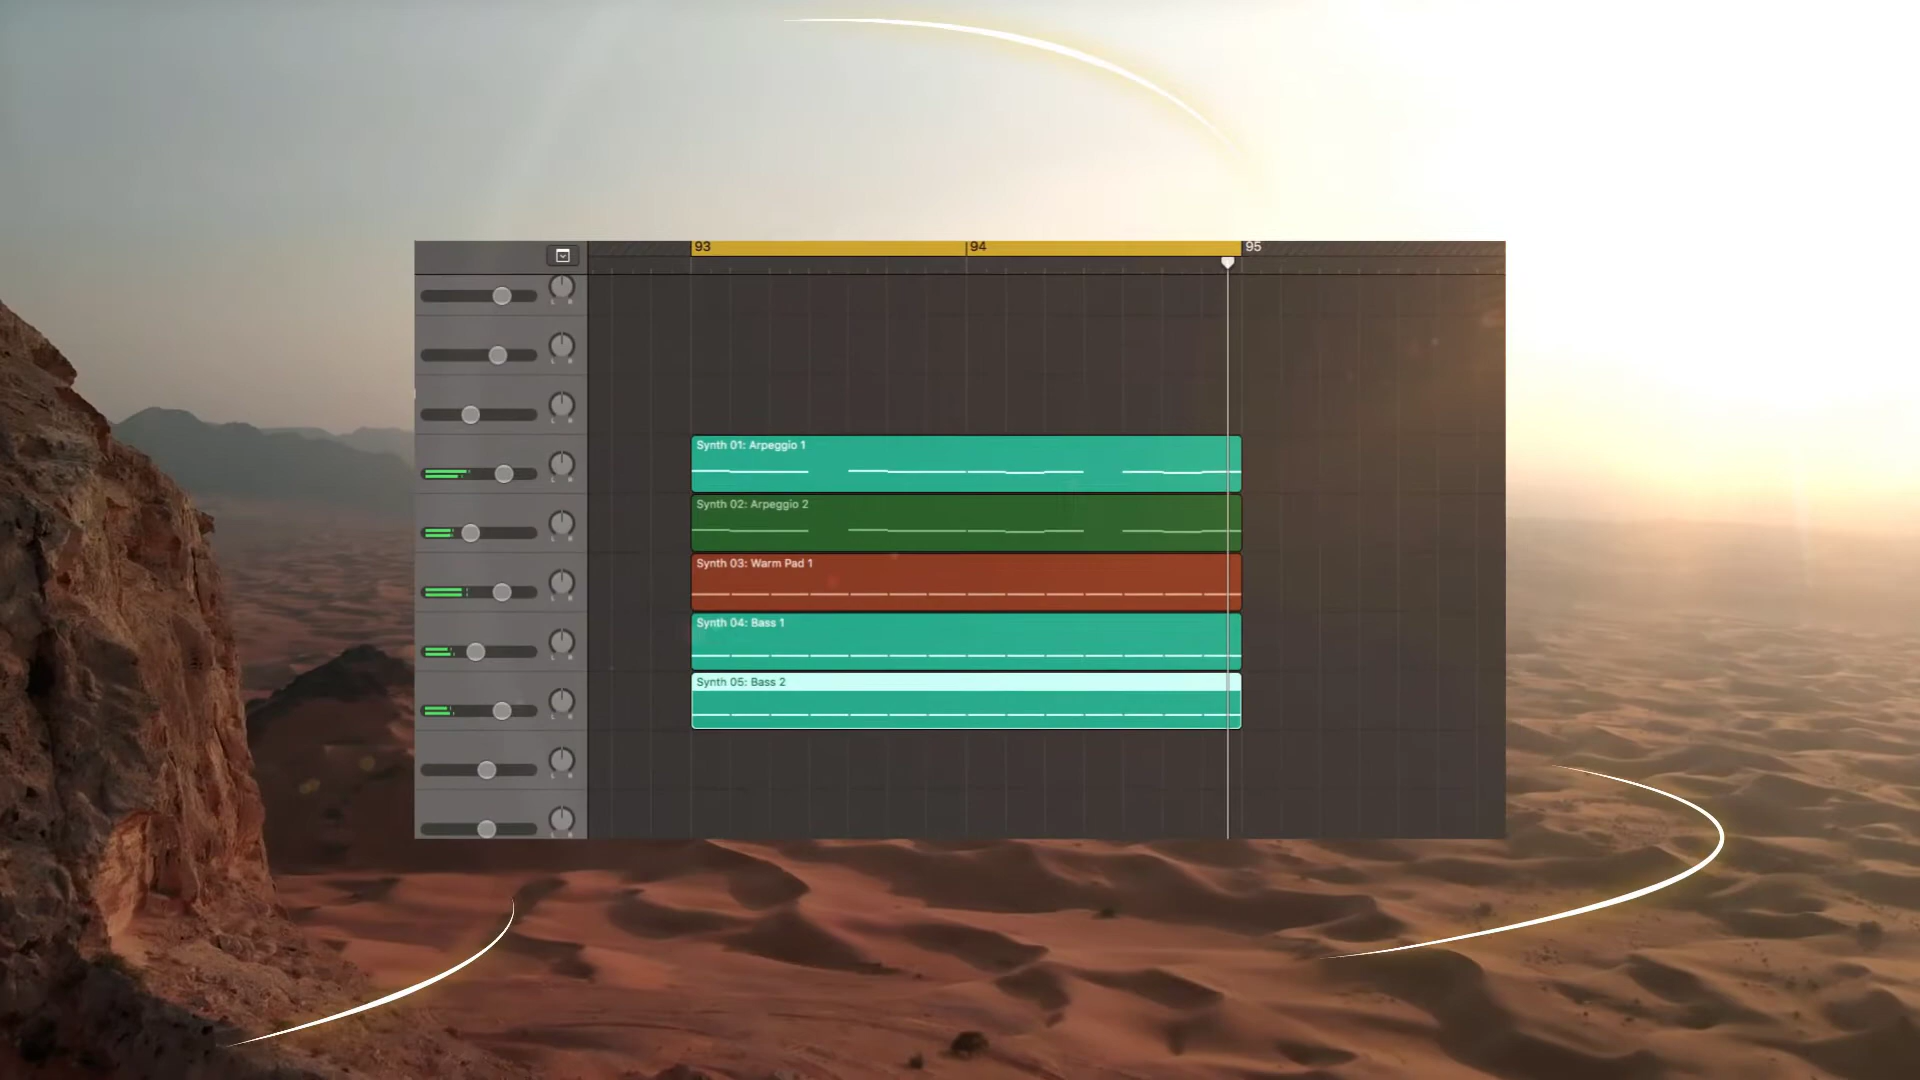 93
94
95
Synth 01: Arpeggio 1
Synth 02: Arpeggio 2
Synth 03: Warm Pad 1
Synth 04: Bass 1
Synth 05: Bass 2